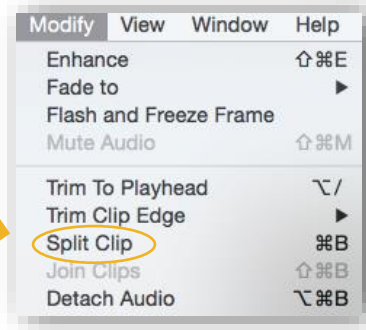 Modify View Window Help
Enhance ⇧⌘E
Fade to ▶
Flash and Freeze Frame
Mute Audio ⇧⌘M
Trim To Playhead ⌥/
Trim Clip Edge ▶
Split Clip ⌘B
Join Clips ⇧⌘B
Detach Audio ⌥⌘B